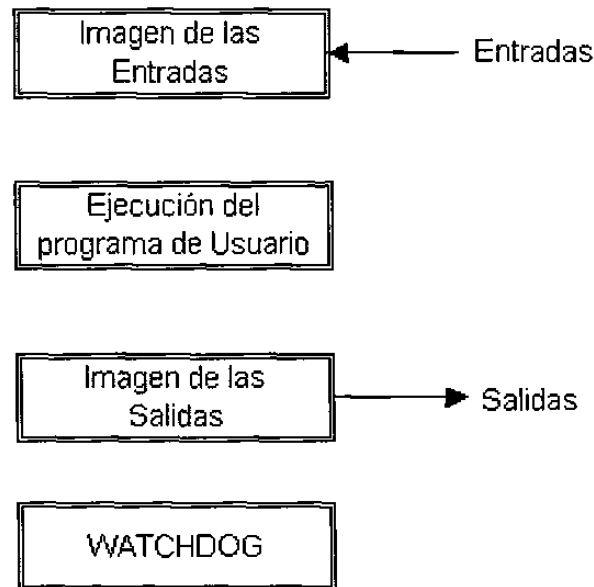 Imagen de las
Entradas
Entradas
Ejecución del
programa de Usuario
Imagen de las
Salidas
Salidas
WATCHDOG